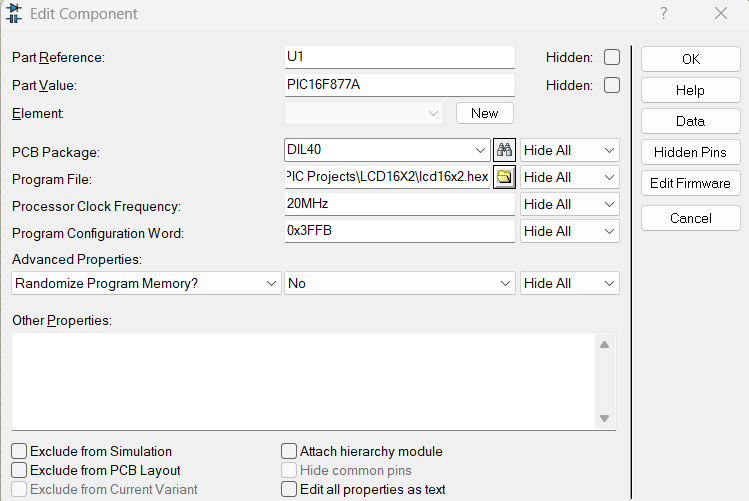 Edit Component
? ×
Part Reference: U1 Hidden: OK
Part Value: PIC16F877A Hidden: Help
Element: New Data
PCB Package: DIL40 Hide All Hidden Pins
Program File: PIC Projects\LCD16X2\lcd16x2.hex Hide All Edit Firmware
Processor Clock Frequency: 20MHz Hide All Cancel
Program Configuration Word: 0x3FFB Hide All
Advanced Properties:
Randomize Program Memory? No Hide All
Other Properties:
Exclude from Simulation Attach hierarchy module
Exclude from PCB Layout Hide common pins
Exclude from Current Variant Edit all properties as text